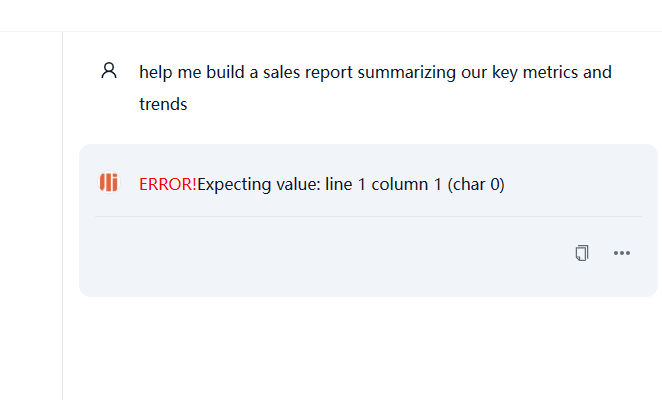 help me build a sales report summarizing our key metrics and
trends
ERROR!Expecting value: line 1 column 1 (char 0)